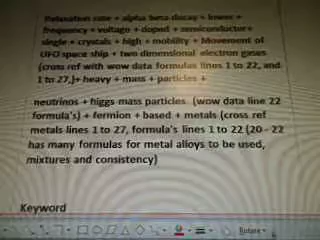 Relaxation rate + alpha beta decay + lower +
frequency + voltage + doped + semiconductors
single + crystals + high + mobility + Movement of
UFO space ship + two dimensional electron gases
(cross ref with wow data formulas lines 1 to 22, and
1 to 27,)+ heavy + mass + particles +
neutrinos + higgs mass particles. (wow data line 22
formula's) + fermion + based + metals (cross ref
metals lines 1 to 27, formula's lines 1 to 22 (20 - 22
has many formulas for metal alloys to be used,
mixtures and consistency)
Keyword
Rotate